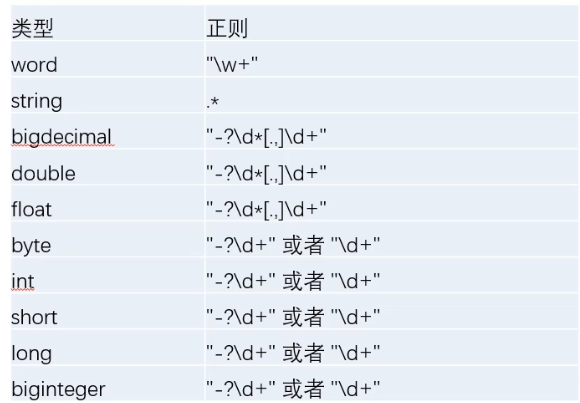 类型 正则
word "\w+"
string .*
bigdecimal "-?\d*[.,]\d+"
double "-?\d*[.,]\d+"
float "-?\d*[.,]\d+"
byte "-?\d+" 或者 "\d+"
int "-?\d+" 或者 "\d+"
short "-?\d+" 或者 "\d+"
long "-?\d+" 或者 "\d+"
biginteger "-?\d+" 或者 "\d+"